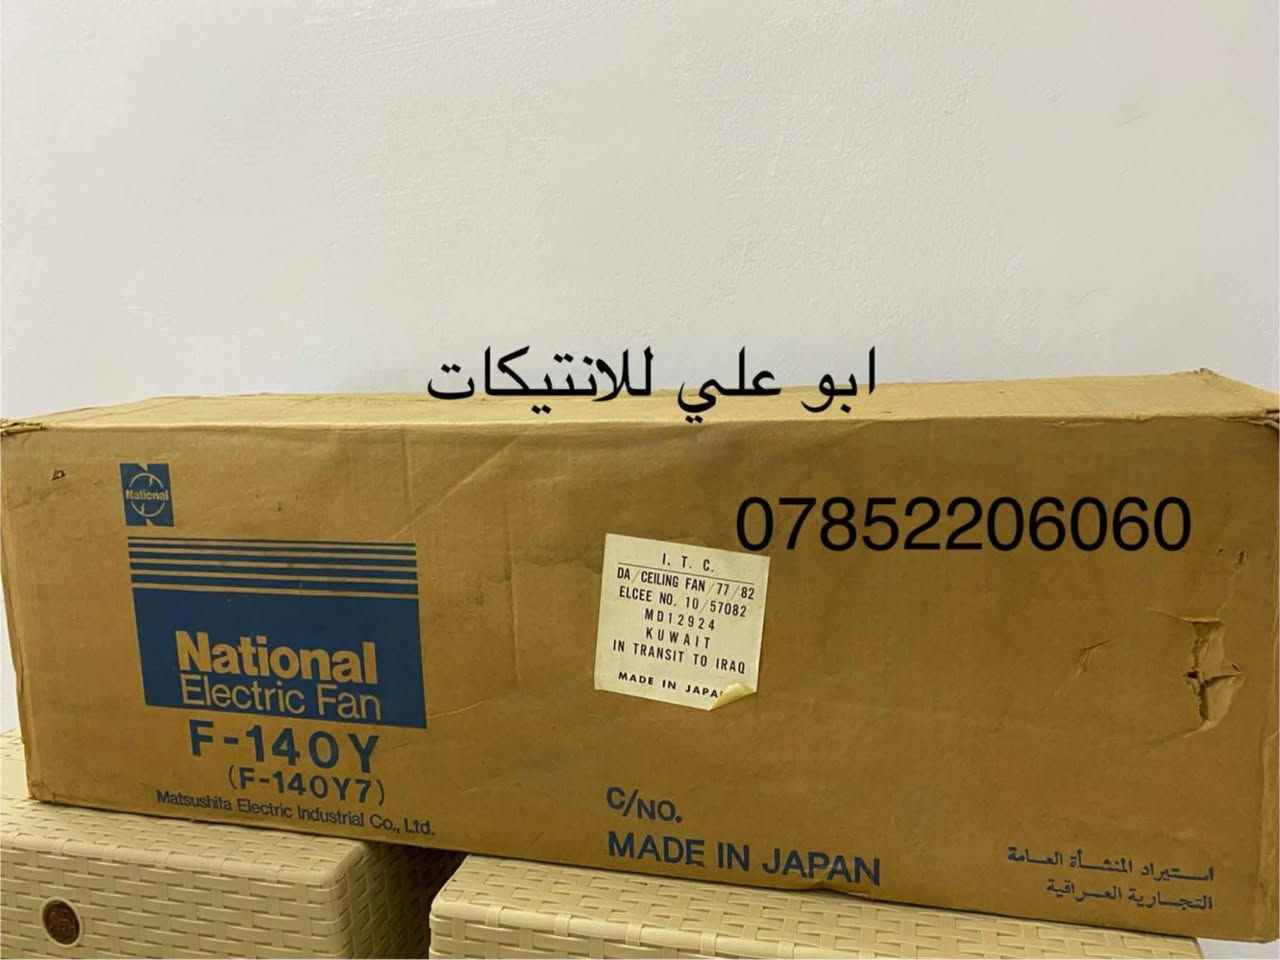 ابو علي للانتيكات
07852206060
National
National
Electric Fan
F-140Y
(F-140Y7)
Matsushita Electric Industrial Co., Ltd.
I. T. C.
DA/CEILING FAN/77/82
ELCEE NO. 10/57082
MD12924
KUWAIT
IN TRANSIT TO IRAQ
MADE IN JAPA
C/NO.
MADE IN JAPAN
استيراد المنشأة العامة
التجارية العراقية